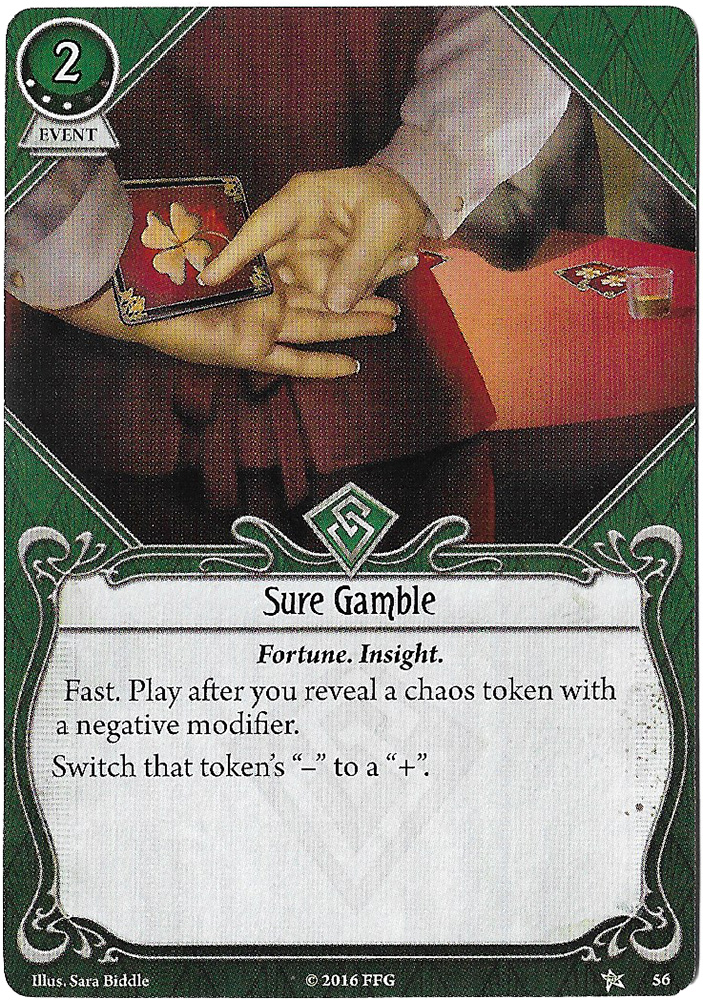 2
EVENT
Sure Gamble
Fortune. Insight.
Fast. Play after you reveal a chaos token with
a negative modifier.
Switch that token's “–” to a “+”.
Illus. Sara Biddle
© 2016 FFG
56